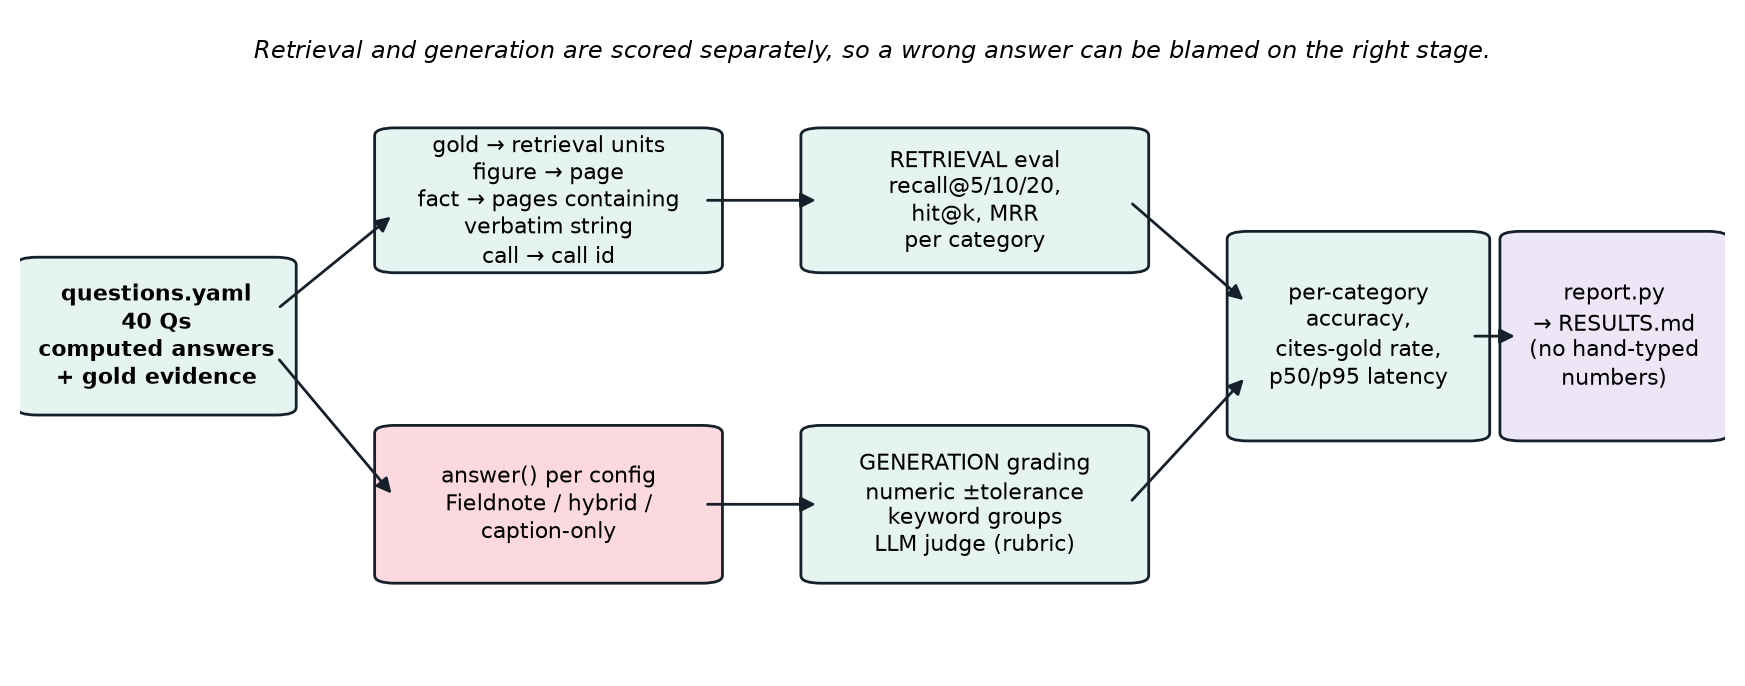 Retrieval and generation are scored separately, so a wrong answer can be blamed on the right stage.
questions.yaml
40 Qs
computed answers
+ gold evidence
gold → retrieval units
figure → page
fact → pages containing
verbatim string
call → call id
RETRIEVAL eval
recall@5/10/20,
hit@k, MRR
per category
answer() per config
Fieldnote / hybrid /
caption-only
GENERATION grading
numeric ±tolerance
keyword groups
LLM judge (rubric)
per-category
accuracy,
cites-gold rate,
p50/p95 latency
report.py
→ RESULTS.md
(no hand-typed
numbers)